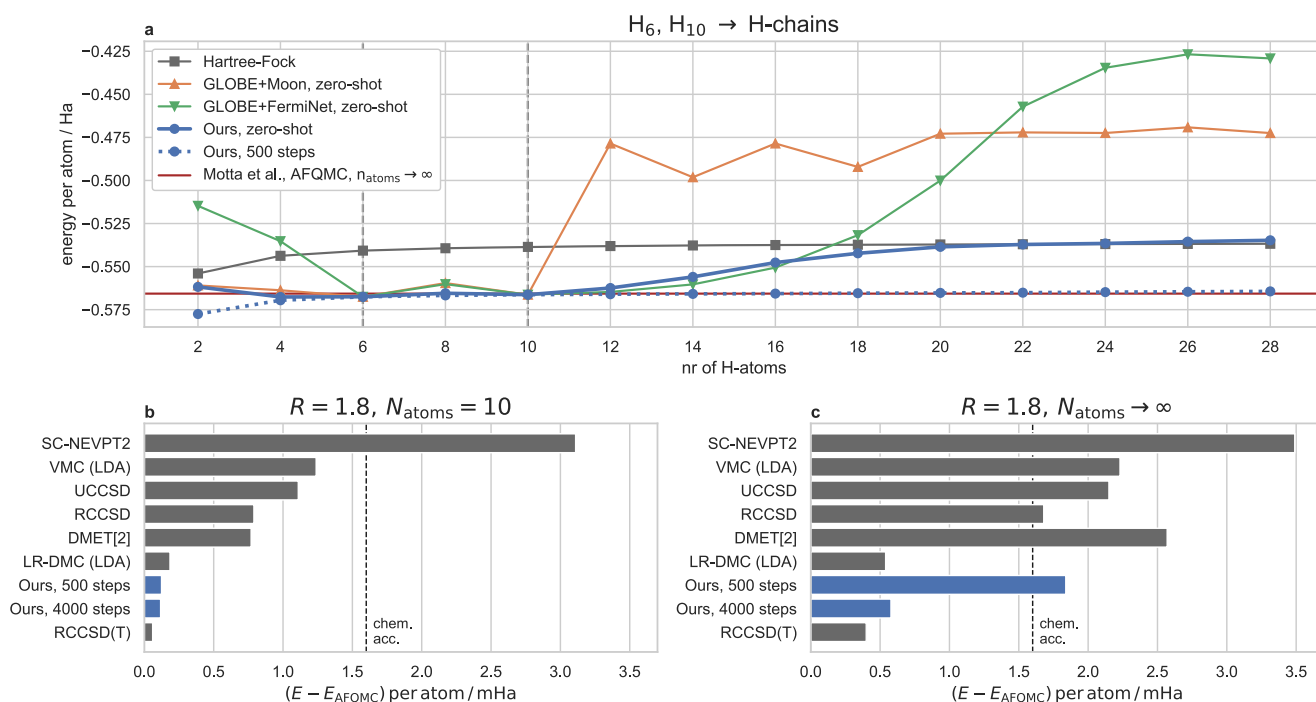 H₆, H₁₀ → H-chains
a
Hartree-Fock
GLOBE+Moon, zero-shot
GLOBE+FermiNet, zero-shot
Ours, zero-shot
Ours, 500 steps
Motta et al., AFQMC, n_atoms → ∞
energy per atom / Ha
−0.425
−0.450
−0.475
−0.500
−0.525
−0.550
−0.575
2 4 6 8 10 12 14 16 18 20 22 24 26 28
nr of H-atoms
b
R = 1.8, N_atoms = 10
SC-NEVPT2
VMC (LDA)
UCCSD
RCCSD
DMET[2]
LR-DMC (LDA)
Ours, 500 steps
Ours, 4000 steps
RCCSD(T)
chem.
acc.
0.0 0.5 1.0 1.5 2.0 2.5 3.0 3.5
(E − E_AFQMC) per atom / mHa
c
R = 1.8, N_atoms → ∞
SC-NEVPT2
VMC (LDA)
UCCSD
RCCSD
DMET[2]
LR-DMC (LDA)
Ours, 500 steps
Ours, 4000 steps
RCCSD(T)
chem.
acc.
0.0 0.5 1.0 1.5 2.0 2.5 3.0 3.5
(E − E_AFQMC) per atom / mHa